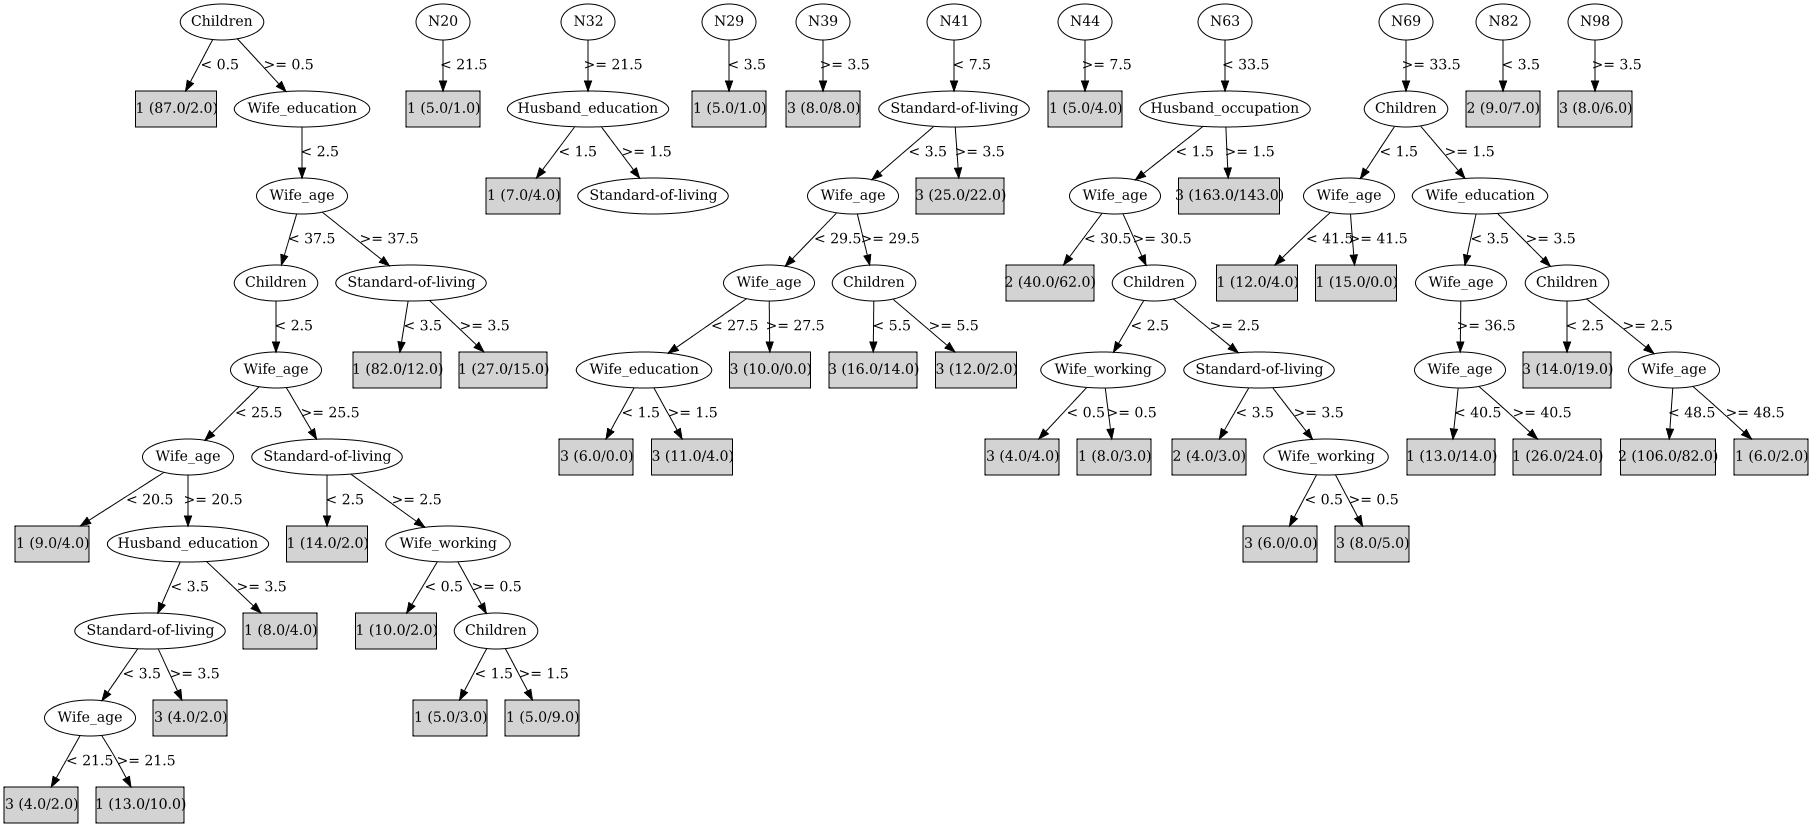 Children N20 N32 N29 N39 N41 N44 N63 N69 N82 N98
< 0.5 >= 0.5 < 21.5 >= 21.5 < 3.5 >= 3.5 < 7.5 >= 7.5 < 33.5 >= 33.5 < 3.5 >= 3.5
1 (87.0/2.0) Wife_education 1 (5.0/1.0) Husband_education 1 (5.0/1.0) 3 (8.0/8.0) Standard-of-living 1 (5.0/4.0) Husband_occupation Children 2 (9.0/7.0) 3 (8.0/6.0)
< 2.5 < 1.5 >= 1.5 < 3.5 >= 3.5 < 1.5 >= 1.5 < 1.5 >= 1.5
Wife_age 1 (7.0/4.0) Standard-of-living Wife_age 3 (25.0/22.0) Wife_age 3 (163.0/143.0) Wife_age Wife_education
< 37.5 >= 37.5 < 29.5 >= 29.5 < 30.5 >= 30.5 < 41.5 >= 41.5 < 3.5 >= 3.5
Children Standard-of-living Wife_age Children 2 (40.0/62.0) Children 1 (12.0/4.0) 1 (15.0/0.0) Wife_age Children
< 2.5 < 3.5 >= 3.5 < 27.5 >= 27.5 < 5.5 >= 5.5 < 2.5 >= 2.5 >= 36.5 < 2.5 >= 2.5
Wife_age 1 (82.0/12.0) 1 (27.0/15.0) Wife_education 3 (10.0/0.0) 3 (16.0/14.0) 3 (12.0/2.0) Wife_working Standard-of-living Wife_age 3 (14.0/19.0) Wife_age
< 25.5 >= 25.5 < 1.5 >= 1.5 < 0.5 >= 0.5 < 3.5 >= 3.5 < 40.5 >= 40.5 < 48.5 >= 48.5
Wife_age Standard-of-living 3 (6.0/0.0) 3 (11.0/4.0) 3 (4.0/4.0) 1 (8.0/3.0) 2 (4.0/3.0) Wife_working 1 (13.0/14.0) 1 (26.0/24.0) 2 (106.0/82.0) 1 (6.0/2.0)
< 20.5 >= 20.5 < 2.5 >= 2.5 < 0.5 >= 0.5
1 (9.0/4.0) Husband_education 1 (14.0/2.0) Wife_working 3 (6.0/0.0) 3 (8.0/5.0)
< 3.5 >= 3.5 < 0.5 >= 0.5
Standard-of-living 1 (8.0/4.0) 1 (10.0/2.0) Children
< 3.5 >= 3.5 < 1.5 >= 1.5
Wife_age 3 (4.0/2.0) 1 (5.0/3.0) 1 (5.0/9.0)
< 21.5 >= 21.5
3 (4.0/2.0) 1 (13.0/10.0)